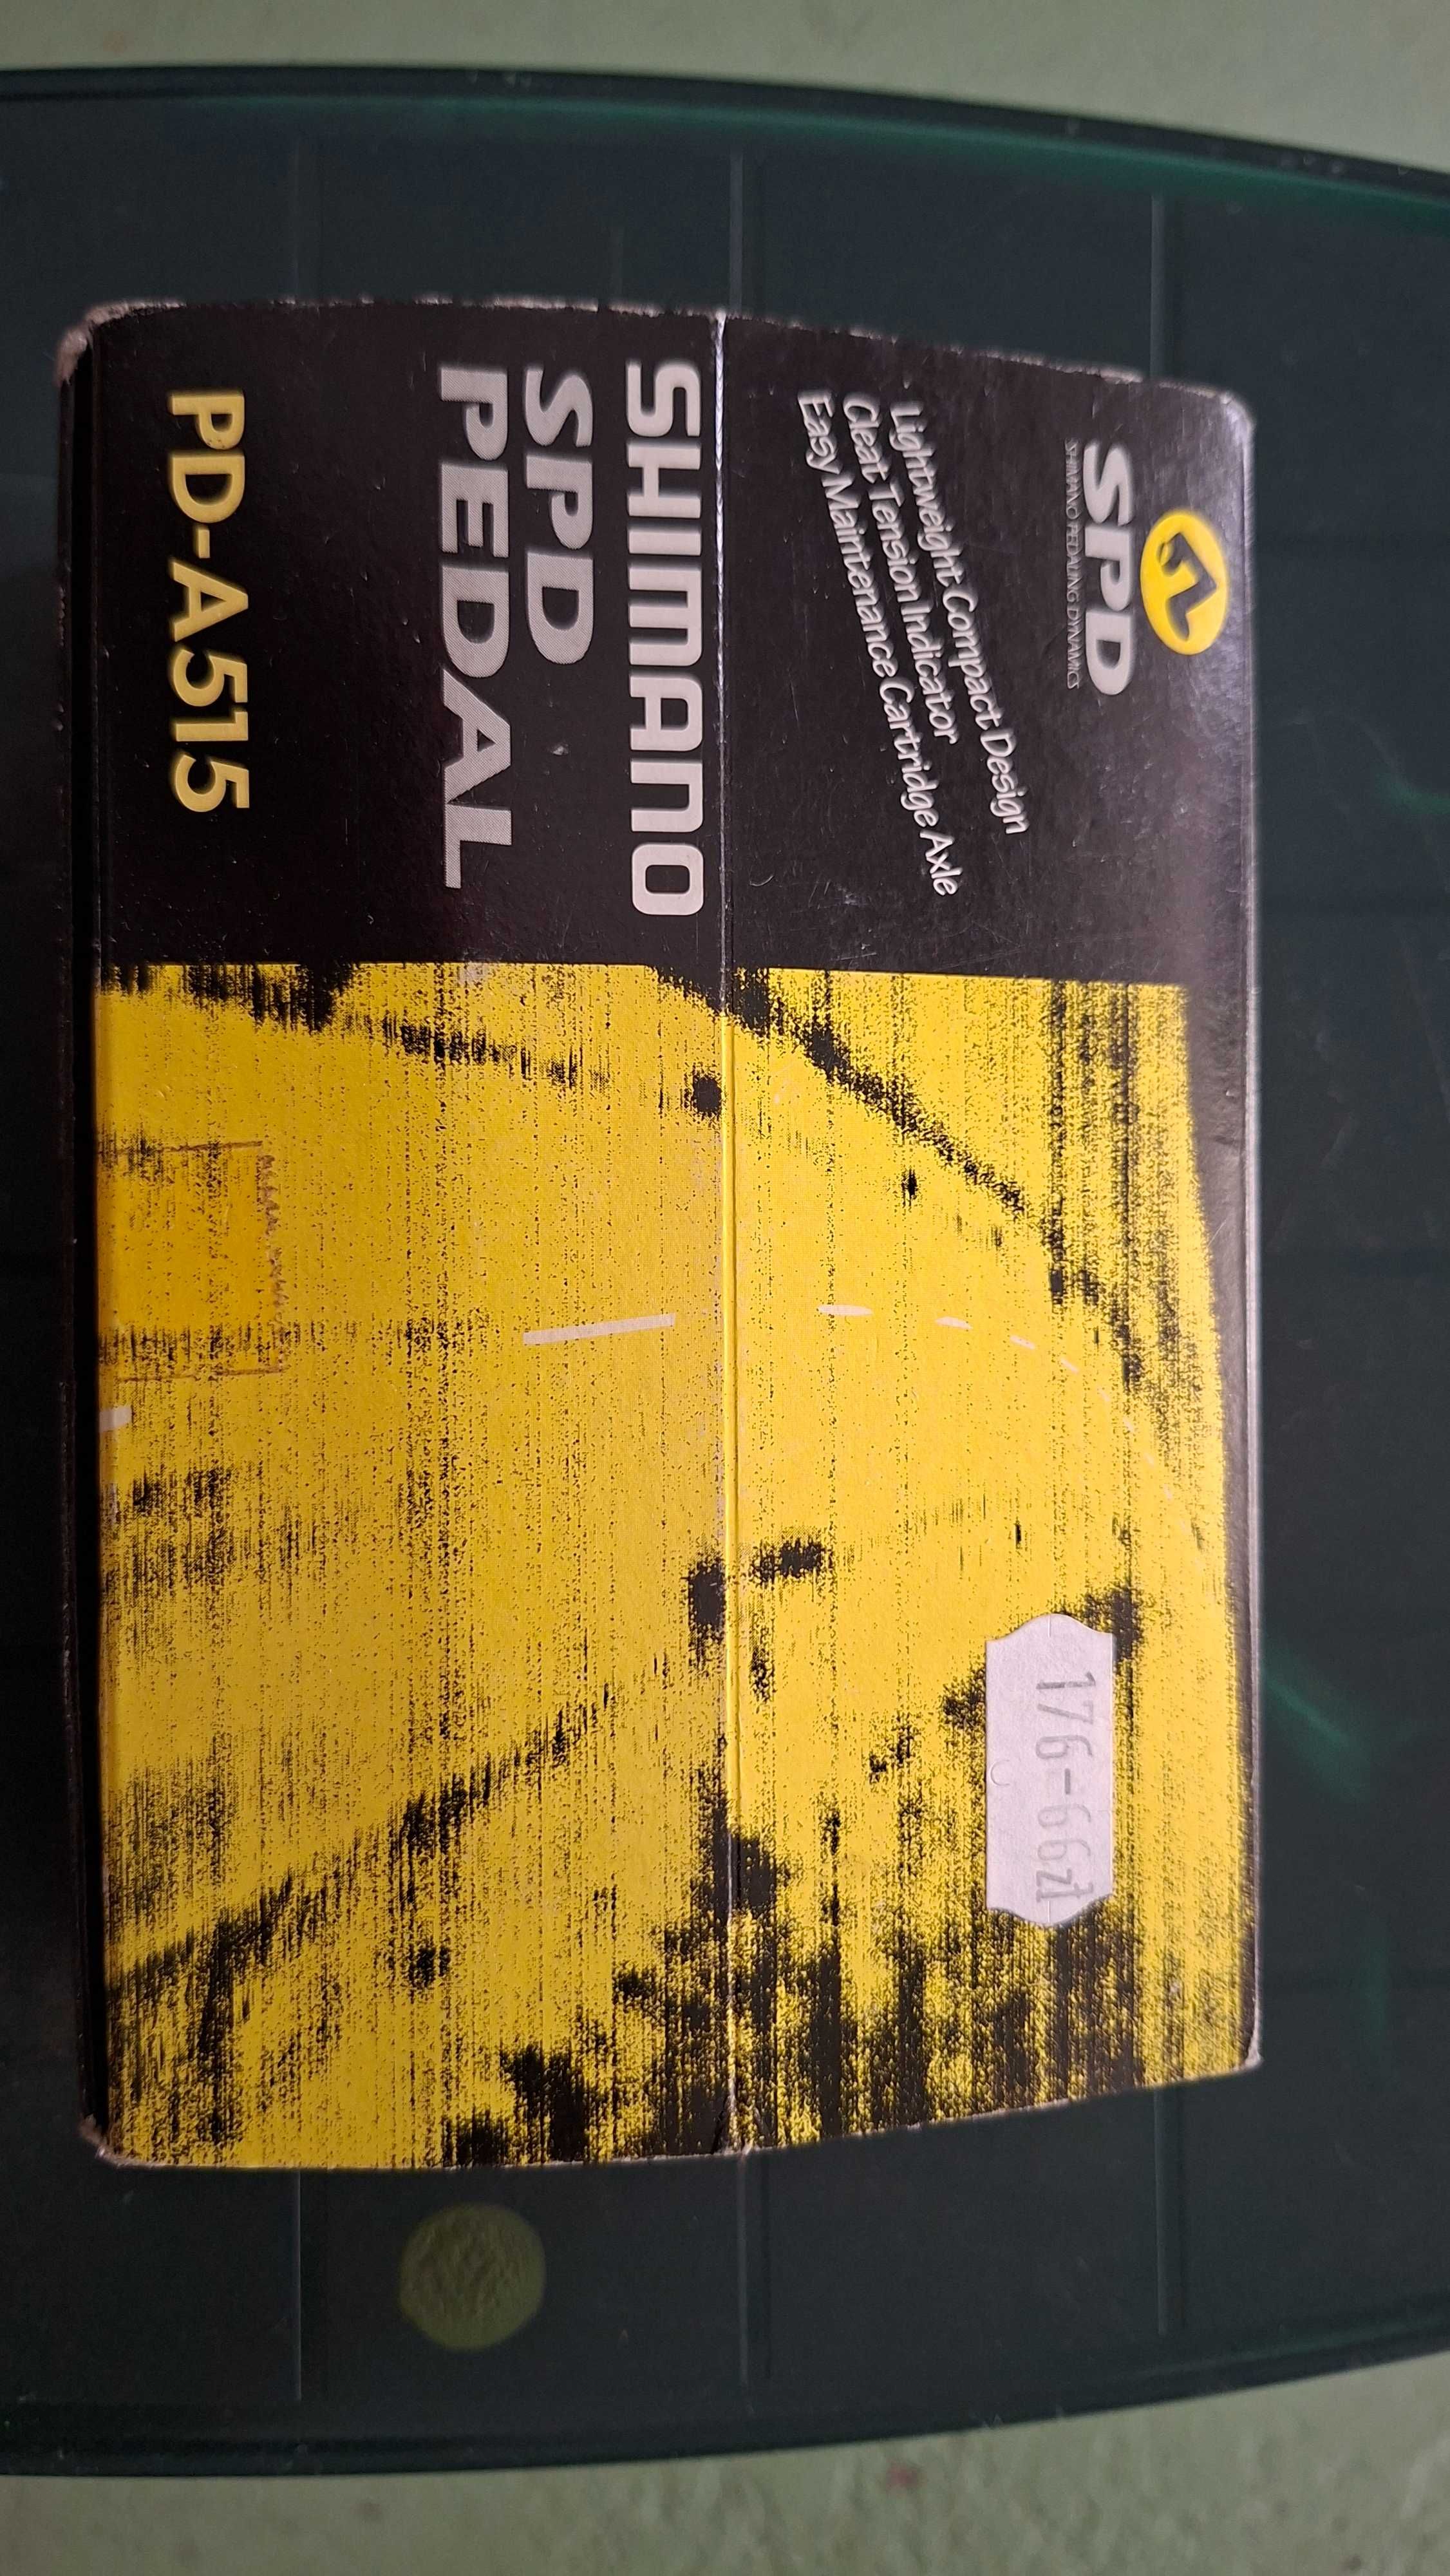 SPD
SHIMANO PEDALING DYNAMICS
Lightweight Compact Design
Cleat Tension Indicator
Easy Maintenance Cartridge Axle
SHIMANO
SPD
PEDAL
PD-A515
176-66zł